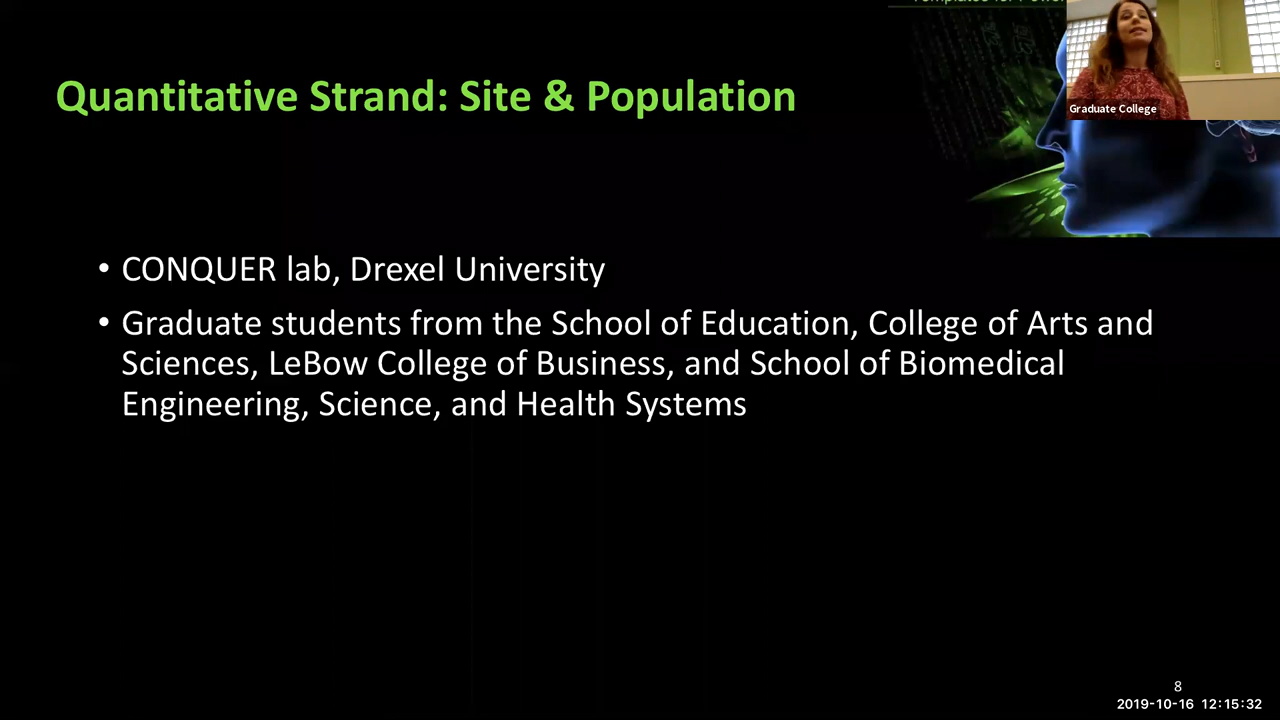 Quantitative Strand: Site & Population
Graduate College
• CONQUER lab, Drexel University
• Graduate students from the School of Education, College of Arts and
Sciences, LeBow College of Business, and School of Biomedical
Engineering, Science, and Health Systems
8
2019-10-16 12:15:32